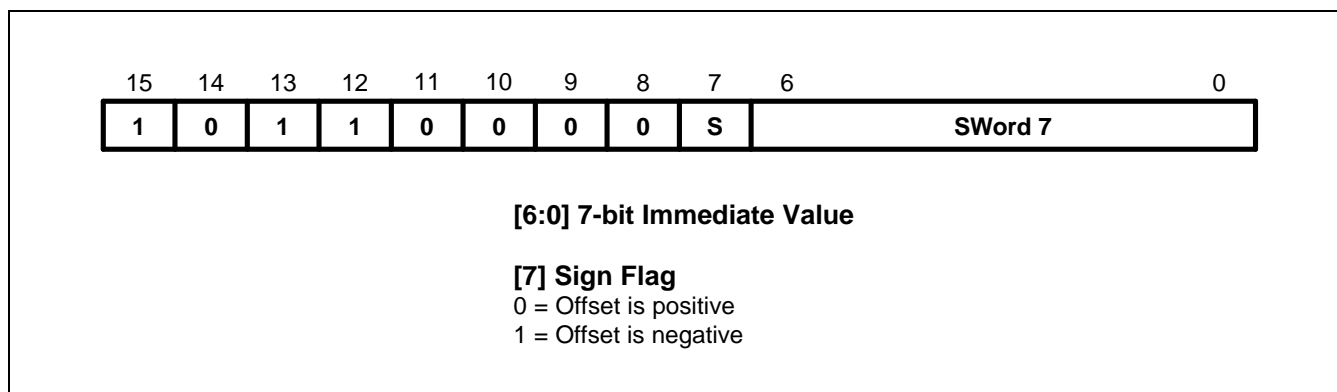 15 14 13 12 11 10 9 8 7 6 0
1 0 1 1 0 0 0 0 S SWord 7
[6:0] 7-bit Immediate Value
[7] Sign Flag
0 = Offset is positive
1 = Offset is negative